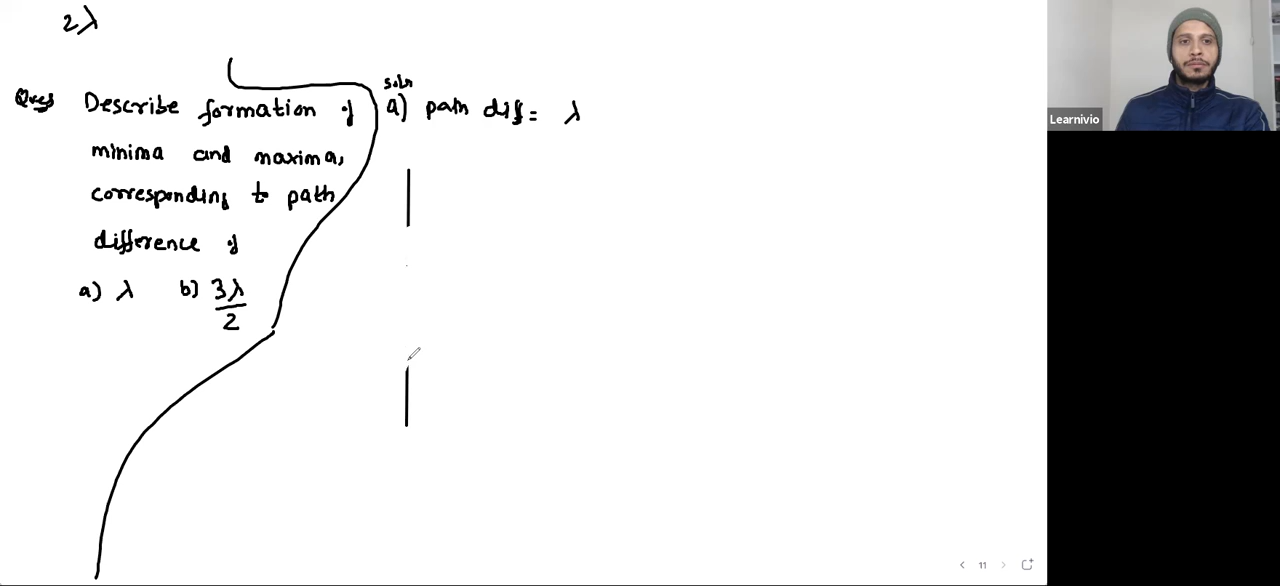 2λ
Ques Describe formation of
minima and maxima,
corresponding to path
difference of
a) λ b) 3λ/2
soln
a) path diff = λ
Learnivio
11